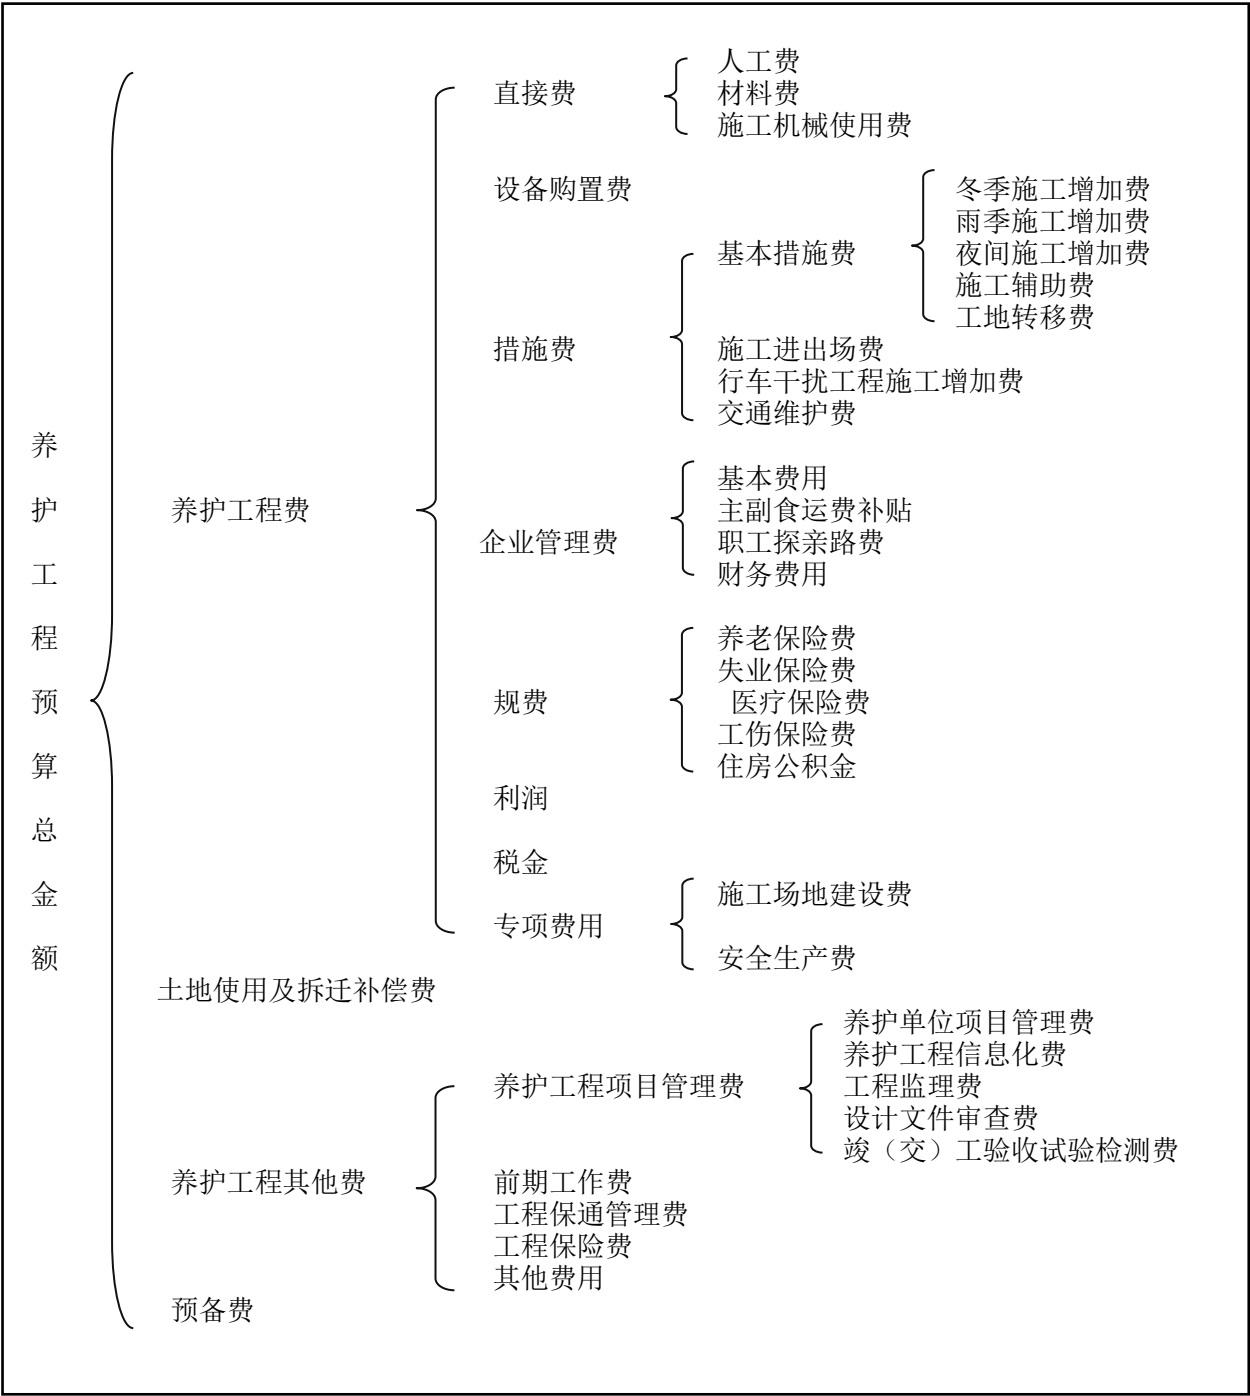 养护工程预算总金额
养护工程费
直接费
人工费
材料费
施工机械使用费
设备购置费
措施费
基本措施费
冬季施工增加费
雨季施工增加费
夜间施工增加费
施工辅助费
工地转移费
施工进出场费
行车干扰工程施工增加费
交通维护费
企业管理费
基本费用
主副食运费补贴
职工探亲路费
财务费用
规费
养老保险费
失业保险费
医疗保险费
工伤保险费
住房公积金
利润
税金
专项费用
施工场地建设费
安全生产费
土地使用及拆迁补偿费
养护工程其他费
养护工程项目管理费
养护单位项目管理费
养护工程信息化费
工程监理费
设计文件审查费
竣（交）工验收试验检测费
前期工作费
工程保通管理费
工程保险费
其他费用
预备费